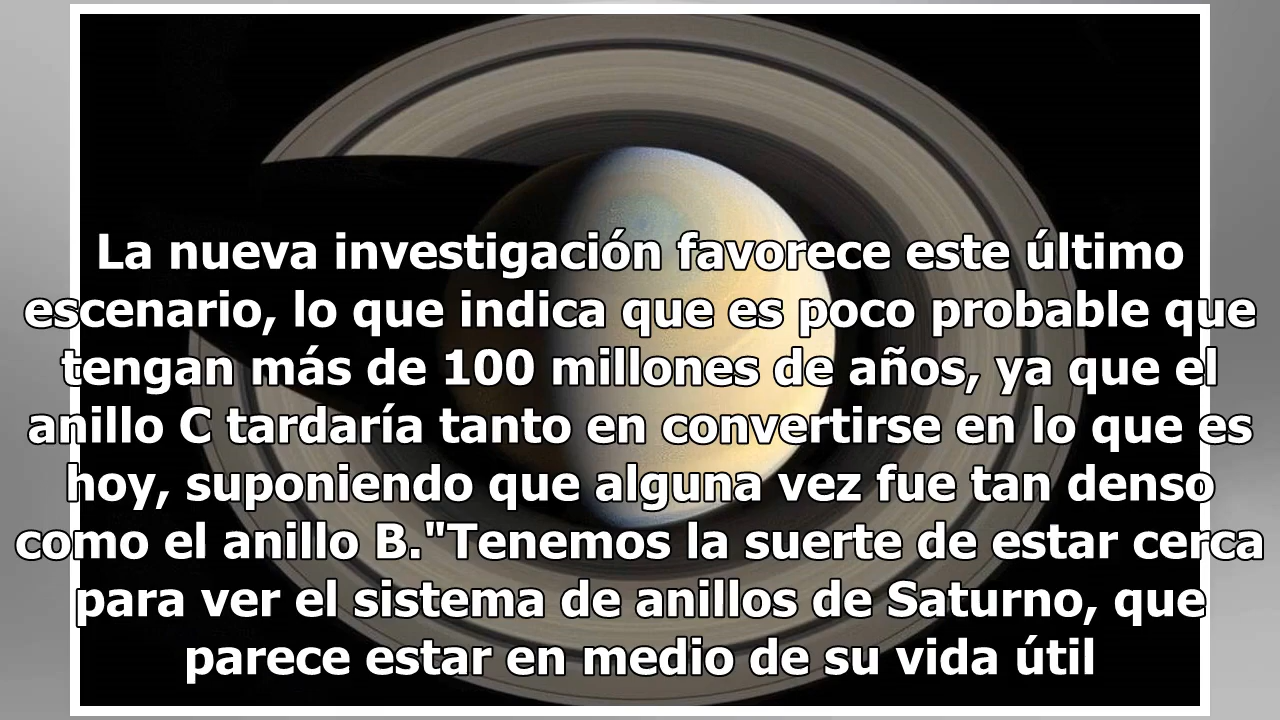 La nueva investigación favorece este último
escenario, lo que indica que es poco probable que
tengan más de 100 millones de años, ya que el
anillo C tardaría tanto en convertirse en lo que es
hoy, suponiendo que alguna vez fue tan denso
como el anillo B."Tenemos la suerte de estar cerca
para ver el sistema de anillos de Saturno, que
parece estar en medio de su vida útil